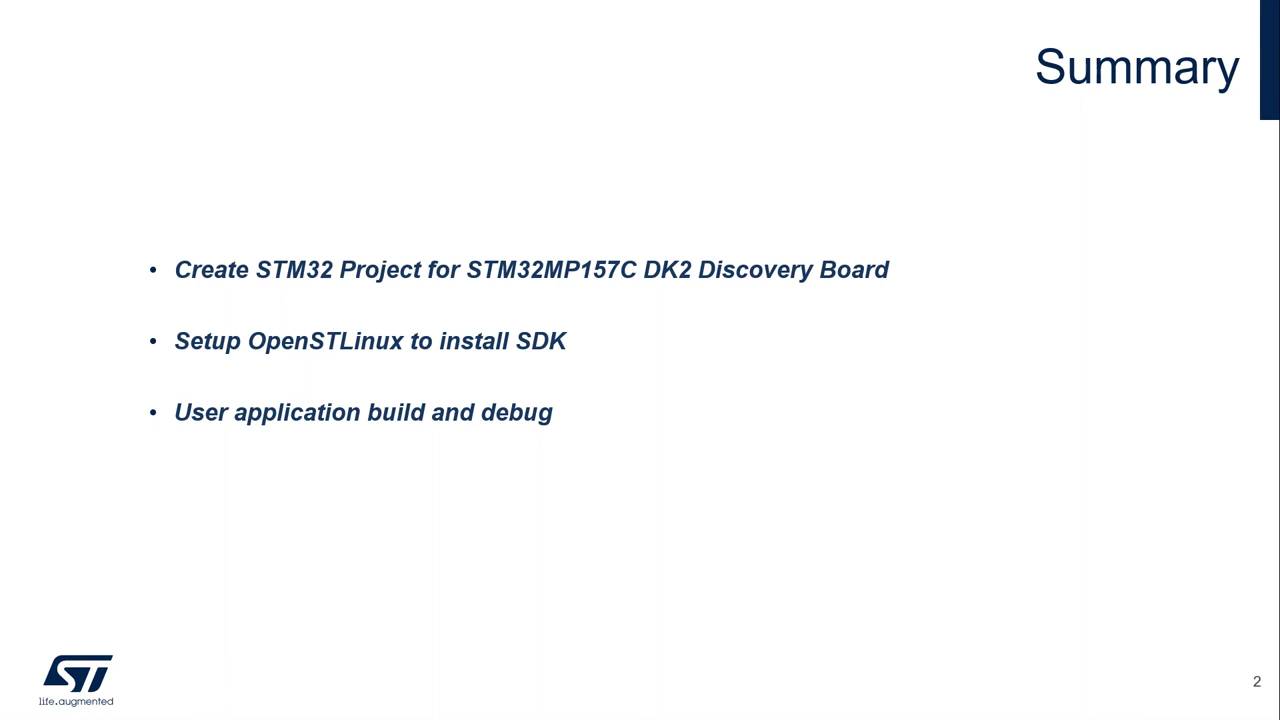 Summary
• Create STM32 Project for STM32MP157C DK2 Discovery Board
• Setup OpenSTLinux to install SDK
• User application build and debug
ST
life.augmented
2